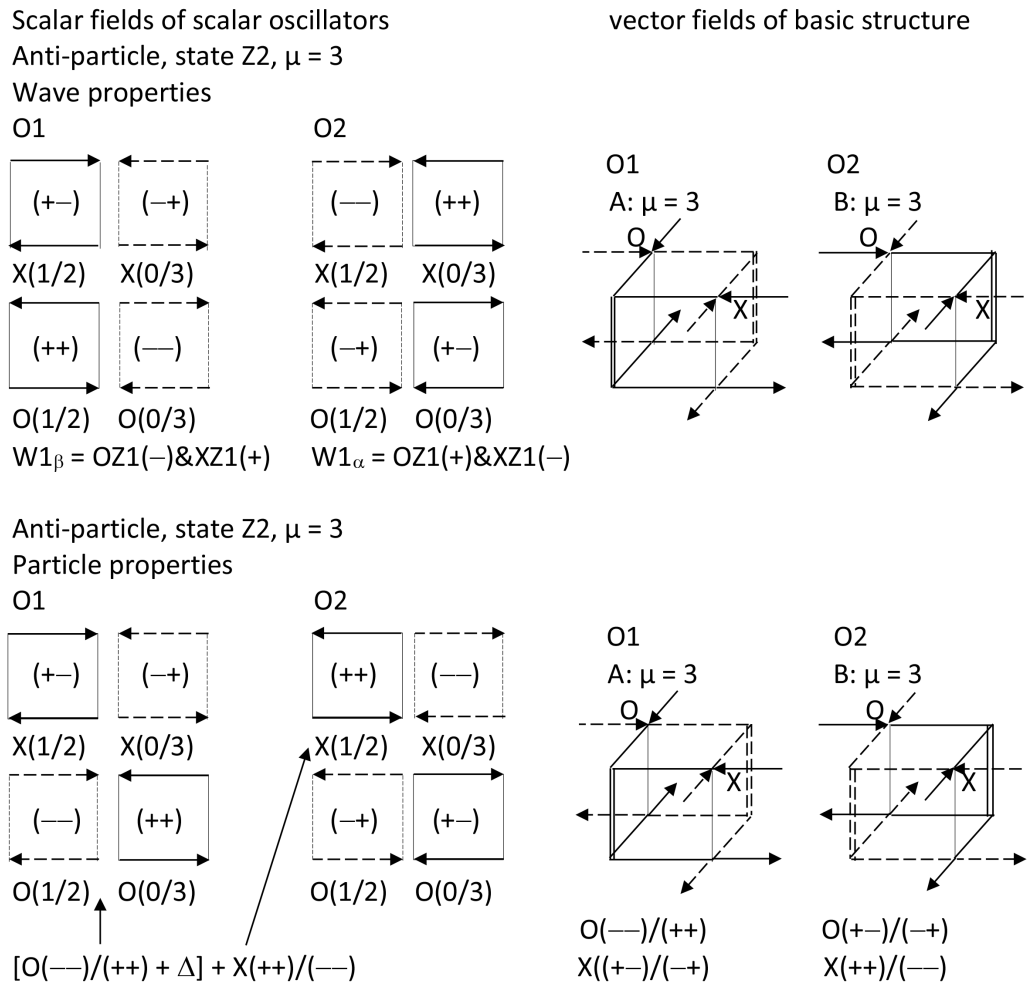 Scalar fields of scalar oscillators
vector fields of basic structure
Anti-particle, state Z2, μ = 3
Wave properties
O1 O2
(+−) (−+) (−−) (++)
X(1/2) X(0/3) X(1/2) X(0/3)
(++) (−−) (−+) (+−)
O(1/2) O(0/3) O(1/2) O(0/3)
W1β = OZ1(−)&XZ1(+) W1α = OZ1(+)&XZ1(−)
O1 O2
A: μ = 3 B: μ = 3
O O
X X
Anti-particle, state Z2, μ = 3
Particle properties
O1 O2
(+−) (−+) (++) (−−)
X(1/2) X(0/3) X(1/2) X(0/3)
(−−) (++) (−+) (+−)
O(1/2) O(0/3) O(1/2) O(0/3)
[O(−−)/(++) + Δ] + X(++)/(−−)
O1 O2
A: μ = 3 B: μ = 3
O O
X X
O(−−)/(++) O(+−)/(−+)
X((+−)/(−+) X(++)/(−−)